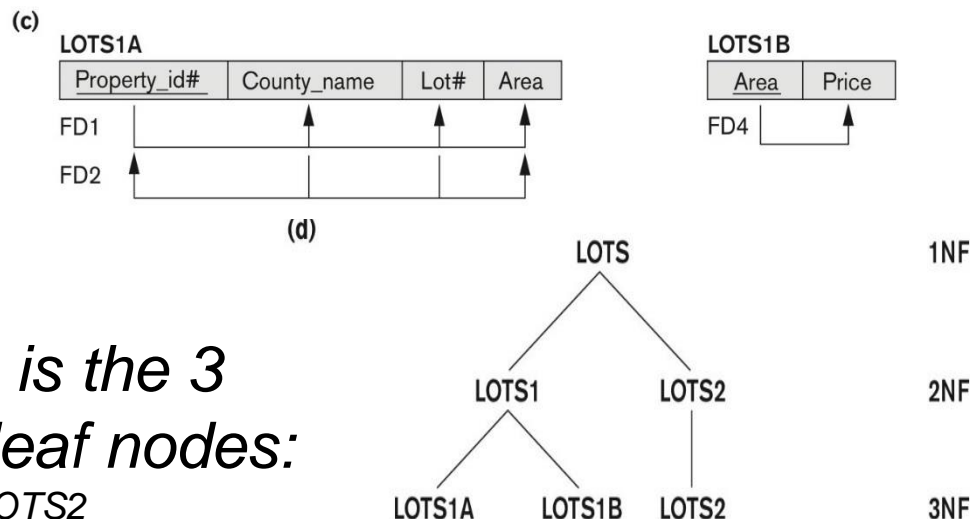 (c)
LOTS1A
Property_id# County_name Lot# Area
FD1
FD2
LOTS1B
Area Price
FD4
(d)
LOTS 1NF
LOTS1 LOTS2 2NF
LOTS1A LOTS1B LOTS2 3NF
is the 3
leaf nodes:
OTS2